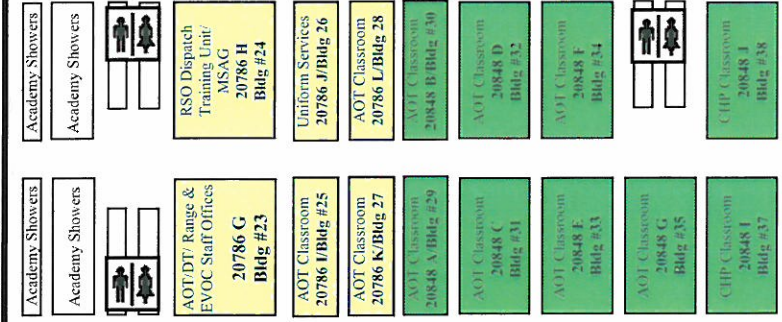 Academy Showers
Academy Showers
Academy Showers
Academy Showers
AOT/DT/ Range &
EVOC Staff Offices
20786 G
Bldg #23
RSO Dispatch
Training Unit/
MSAG
20786 H
Bldg #24
AOT Classroom
20786 I/Bldg #25
Uniform Services
20786 J/Bldg 26
AOT Classroom
20786 K/Bldg 27
AOT Classroom
20786 L/Bldg 28
AOT Classroom
20848 A/Bldg #29
AOT Classroom
20848 B/Bldg #30
AOT Classroom
20848 C
Bldg #31
AOT Classroom
20848 D
Bldg #32
AOT Classroom
20848 E
Bldg #33
AOT Classroom
20848 F
Bldg #34
AOT Classroom
20848 G
Bldg #35
CHP Classroom
20848 I
Bldg #37
CHP Classroom
20848 J
Bldg #38